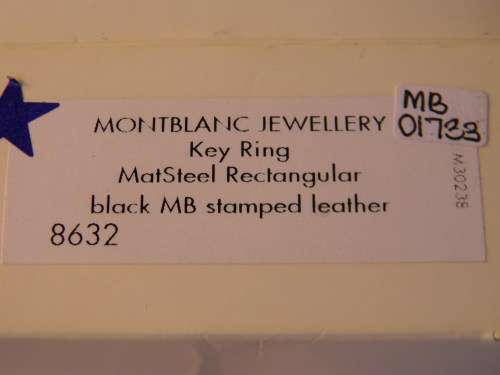 MB
01733
MONTBLANC JEWELLERY
Key Ring
MatSteel Rectangular
black MB stamped leather
8632
M30238